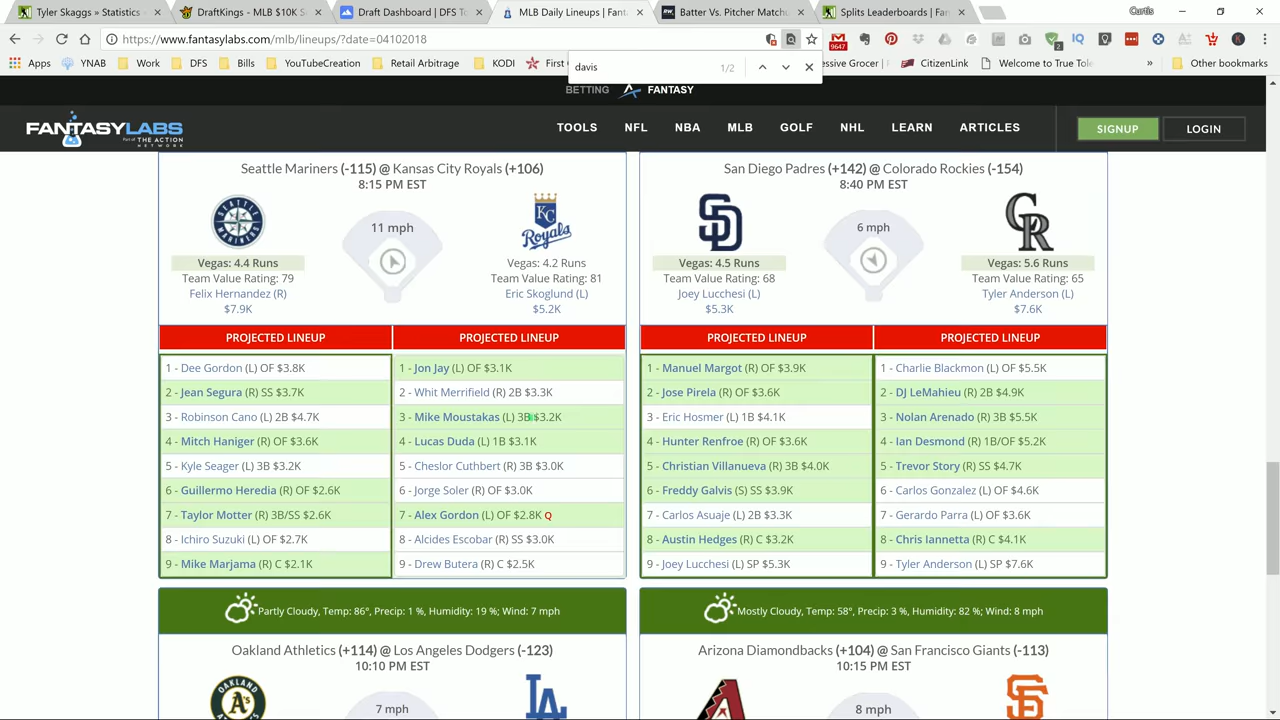 Tyler Skaggs » Statistics
DraftKings - MLB $10K S
Draft Dashboard | DFS To
MLB Daily Lineups | Fanta
Batter Vs. Pitcher Matchu
Splits Leaderboards | Fan
Curtis
https://www.fantasylabs.com/mlb/lineups/?date=04102018
9647
2
Apps
YNAB
Work
DFS
Bills
YouTubeCreation
Retail Arbitrage
KODI
First
davis
1/2
essive Grocer
CitizenLink
Welcome to True Tole
»
Other bookmarks
BETTING
FANTASY
FANTASYLABS
Part of THE ACTION NETWORK
TOOLS
NFL
NBA
MLB
GOLF
NHL
LEARN
ARTICLES
SIGNUP
LOGIN
Seattle Mariners (-115) @ Kansas City Royals (+106)
8:15 PM EST
11 mph
KC
Royals
Vegas: 4.4 Runs
Team Value Rating: 79
Felix Hernandez (R)
$7.9K
Vegas: 4.2 Runs
Team Value Rating: 81
Eric Skoglund (L)
$5.2K
PROJECTED LINEUP
1 - Dee Gordon (L) OF $3.8K
2 - Jean Segura (R) SS $3.7K
3 - Robinson Cano (L) 2B $4.7K
4 - Mitch Haniger (R) OF $3.6K
5 - Kyle Seager (L) 3B $3.2K
6 - Guillermo Heredia (R) OF $2.6K
7 - Taylor Motter (R) 3B/SS $2.6K
8 - Ichiro Suzuki (L) OF $2.7K
9 - Mike Marjama (R) C $2.1K
PROJECTED LINEUP
1 - Jon Jay (L) OF $3.1K
2 - Whit Merrifield (R) 2B $3.3K
3 - Mike Moustakas (L) 3B $3.2K
4 - Lucas Duda (L) 1B $3.1K
5 - Cheslor Cuthbert (R) 3B $3.0K
6 - Jorge Soler (R) OF $3.0K
7 - Alex Gordon (L) OF $2.8K Q
8 - Alcides Escobar (R) SS $3.0K
9 - Drew Butera (R) C $2.5K
San Diego Padres (+142) @ Colorado Rockies (-154)
8:40 PM EST
SD
6 mph
CR
Vegas: 4.5 Runs
Team Value Rating: 68
Joey Lucchesi (L)
$5.3K
Vegas: 5.6 Runs
Team Value Rating: 65
Tyler Anderson (L)
$7.6K
PROJECTED LINEUP
1 - Manuel Margot (R) OF $3.9K
2 - Jose Pirela (R) OF $3.6K
3 - Eric Hosmer (L) 1B $4.1K
4 - Hunter Renfroe (R) OF $3.6K
5 - Christian Villanueva (R) 3B $4.0K
6 - Freddy Galvis (S) SS $3.9K
7 - Carlos Asuaje (L) 2B $3.3K
8 - Austin Hedges (R) C $3.2K
9 - Joey Lucchesi (L) SP $5.3K
PROJECTED LINEUP
1 - Charlie Blackmon (L) OF $5.5K
2 - DJ LeMahieu (R) 2B $4.9K
3 - Nolan Arenado (R) 3B $5.5K
4 - Ian Desmond (R) 1B/OF $5.2K
5 - Trevor Story (R) SS $4.7K
6 - Carlos Gonzalez (L) OF $4.6K
7 - Gerardo Parra (L) OF $3.6K
8 - Chris Iannetta (R) C $4.1K
9 - Tyler Anderson (L) SP $7.6K
Partly Cloudy, Temp: 86°, Precip: 1 %, Humidity: 19 %; Wind: 7 mph
Oakland Athletics (+114) @ Los Angeles Dodgers (-123)
10:10 PM EST
7 mph
LA
Mostly Cloudy, Temp: 58°, Precip: 3 %, Humidity: 82 %; Wind: 8 mph
Arizona Diamondbacks (+104) @ San Francisco Giants (-113)
10:15 PM EST
8 mph
SF